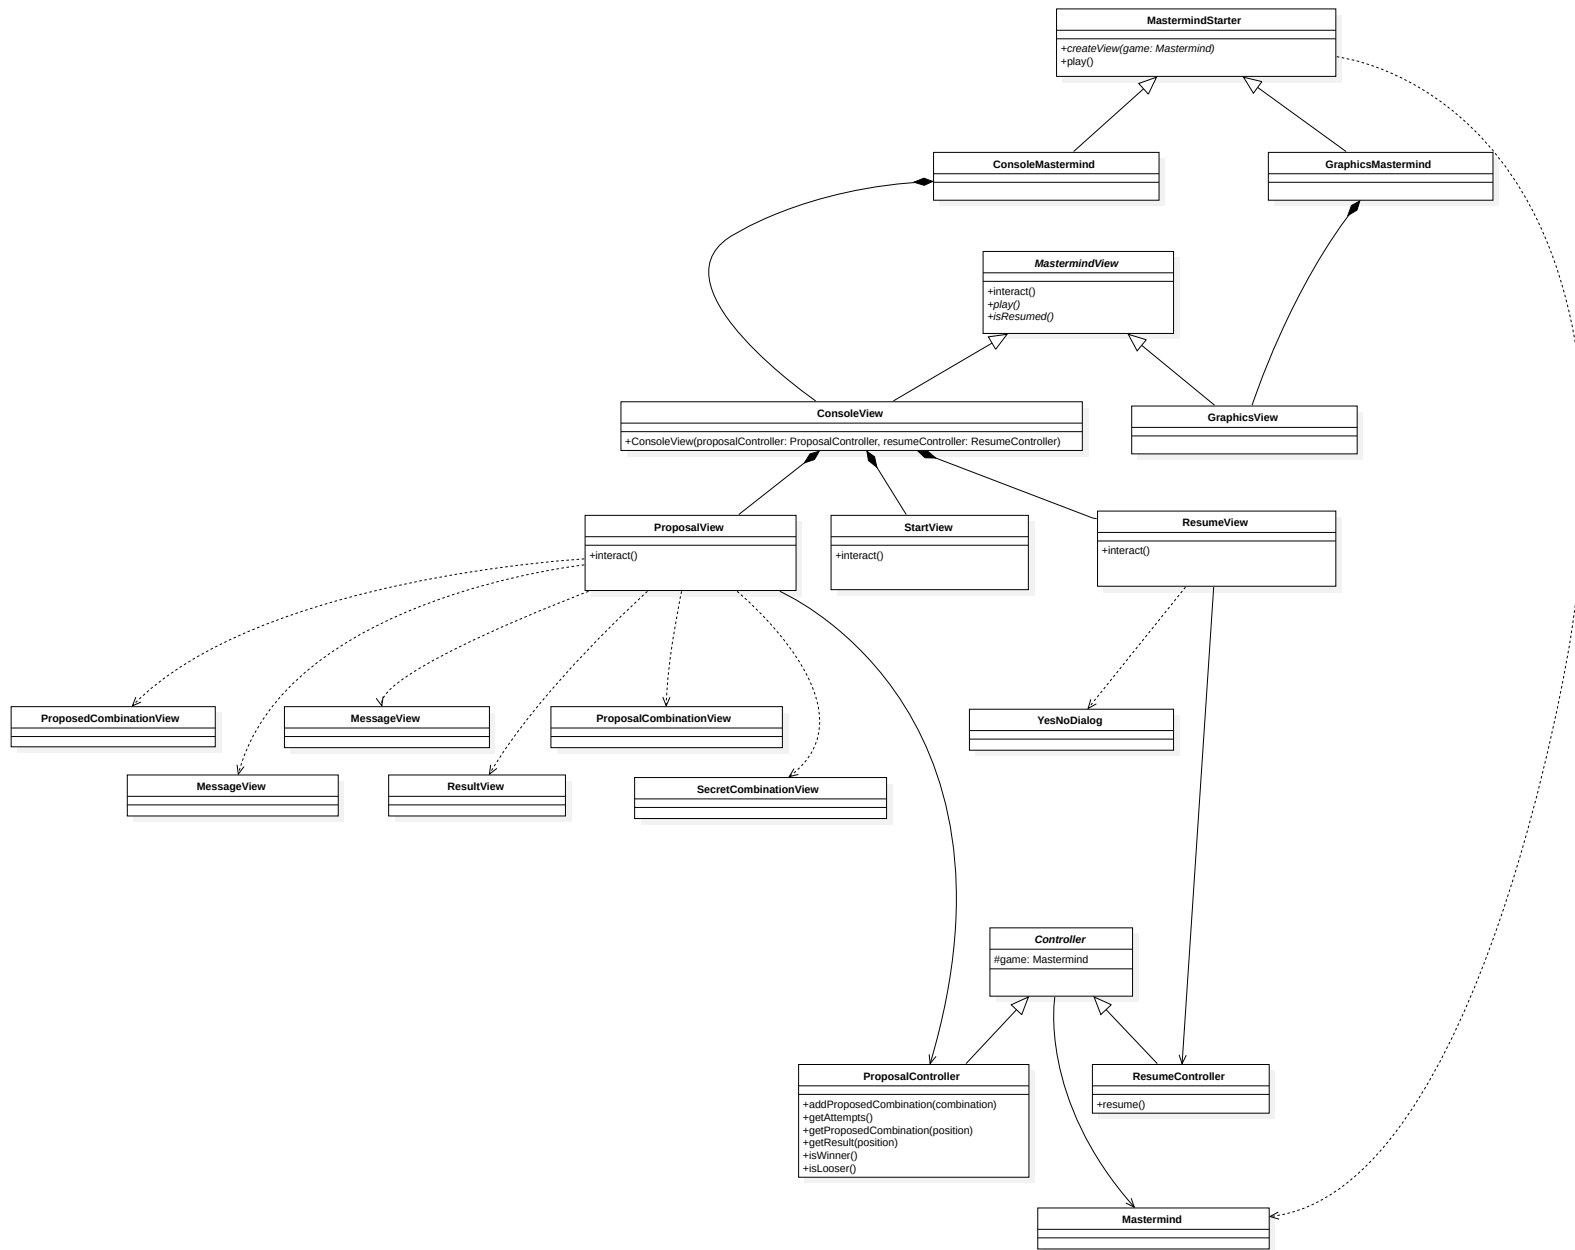 MastermindStarter
+createView(game: Mastermind)
+play()
ConsoleMastermind
GraphicsMastermind
MastermindView
+interact()
+play()
+isResumed()
ConsoleView
+ConsoleView(proposalController: ProposalController, resumeController: ResumeController)
GraphicsView
ProposalView
+interact()
StartView
+interact()
ResumeView
+interact()
ProposedCombinationView
MessageView
ProposalCombinationView
YesNoDialog
MessageView
ResultView
SecretCombinationView
Controller
#game: Mastermind
ProposalController
+addProposedCombination(combination)
+getAttempts()
+getProposedCombination(position)
+getResult(position)
+isWinner()
+isLooser()
ResumeController
+resume()
Mastermind